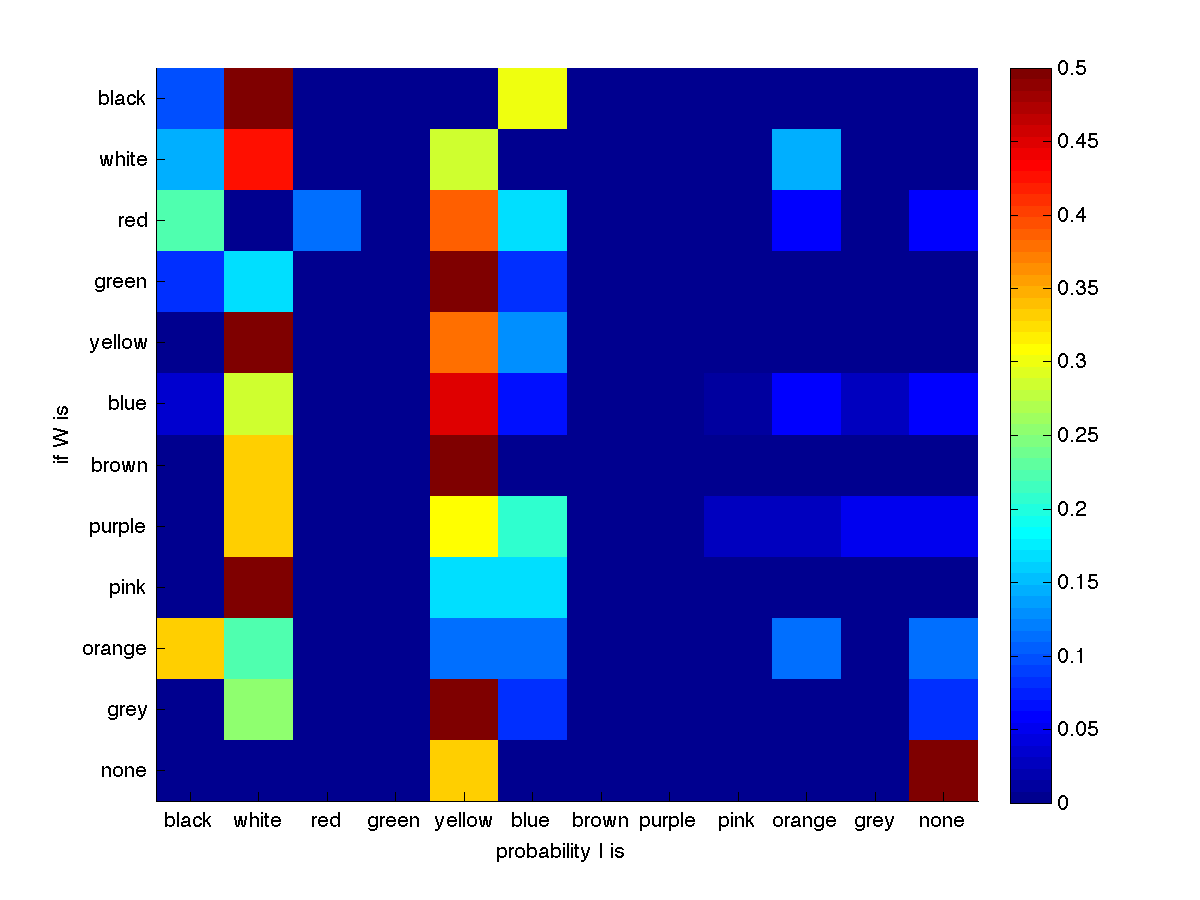 black
white
red
green
yellow
blue
brown
purple
pink
orange
grey
none
if W is
black white red green yellow blue brown purple pink orange grey none
probability I is
0.5
0.45
0.4
0.35
0.3
0.25
0.2
0.15
0.1
0.05
0